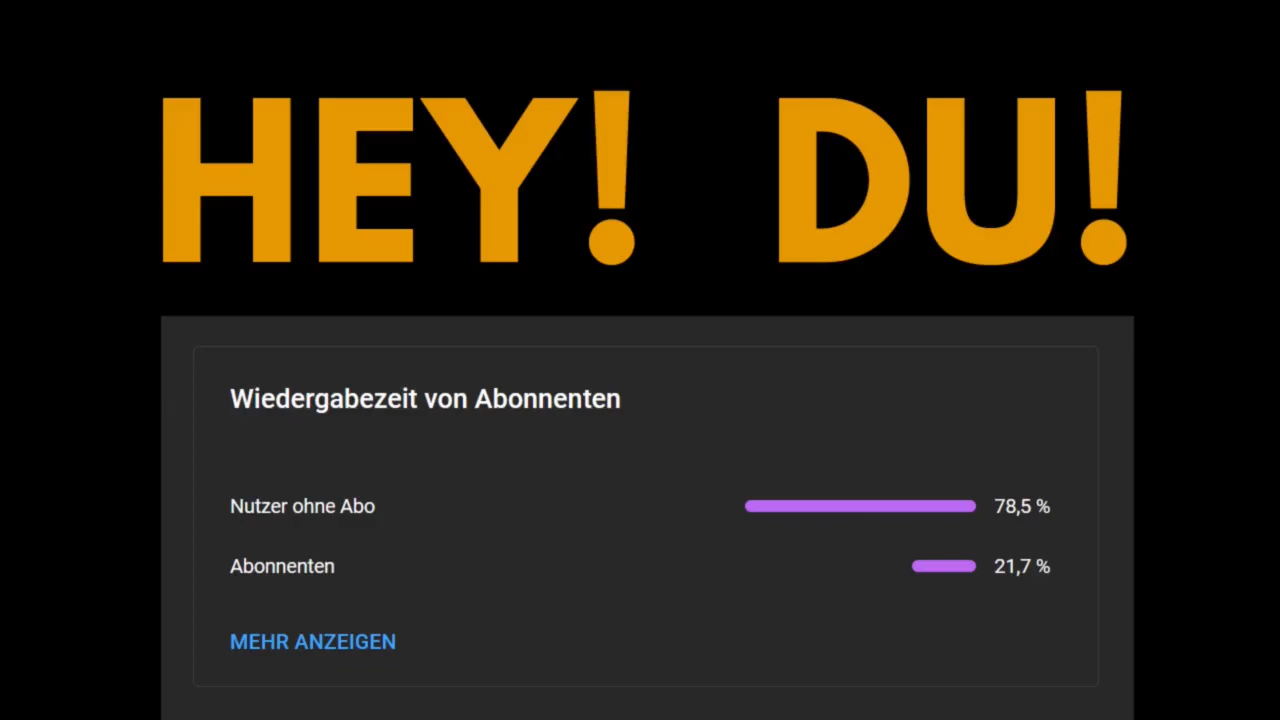 HEY! DU!
Wiedergabezeit von Abonnenten
Nutzer ohne Abo 78,5 %
Abonnenten 21,7 %
MEHR ANZEIGEN